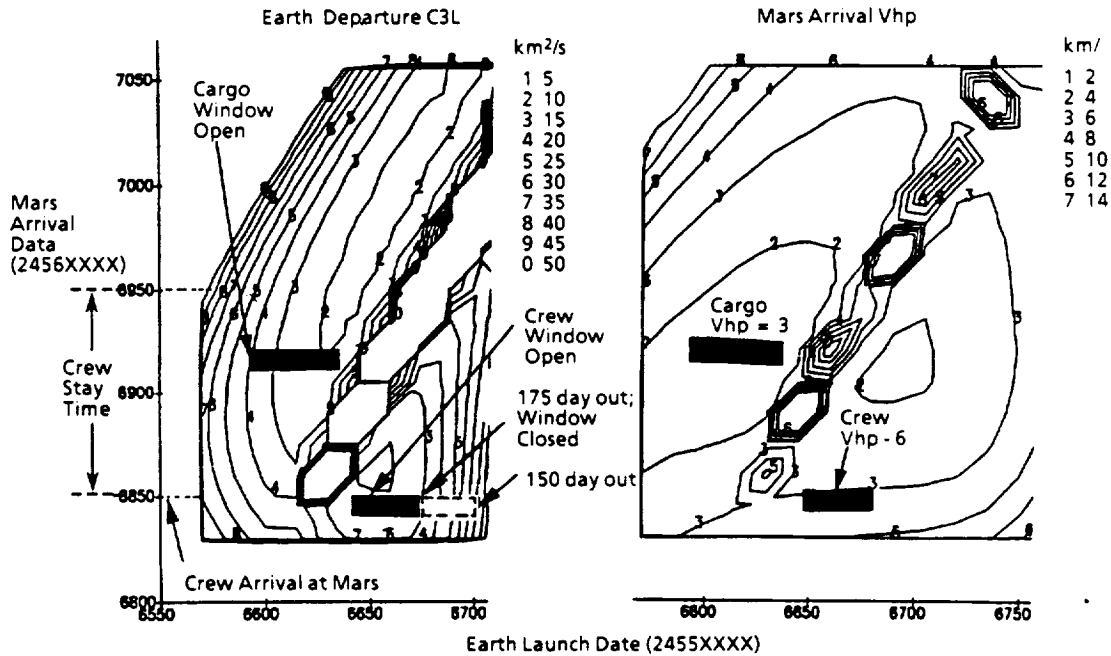 Earth Departure C3L
Mars Arrival Vhp
km²/s
1 5
2 10
3 15
4 20
5 25
6 30
7 35
8 40
9 45
0 50
km/
1 2
2 4
3 6
4 8
5 10
6 12
7 14
Cargo
Window
Open
Mars
Arrival
Data
(2456XXXX)
Crew
Stay
Time
7050
7000
6950
6900
6850
6800
Crew
Window
Open
175 day out;
Window
Closed
150 day out
Cargo
Vhp = 3
Crew
Vhp - 6
Crew Arrival at Mars
6550 6600 6650 6700
6600 6650 6700 6750
Earth Launch Date (2455XXXX)